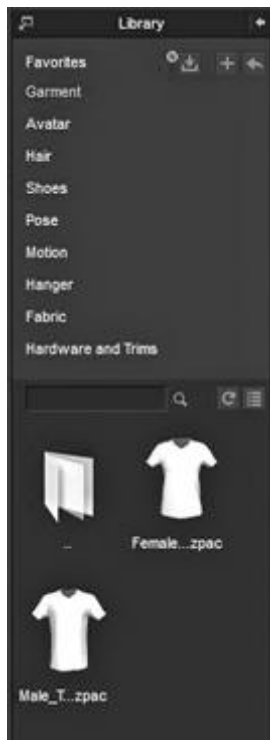 Library
Favorites
Garment
Avatar
Hair
Shoes
Pose
Motion
Hanger
Fabric
Hardware and Trims
..
Female...zpac
Male_T...zpac